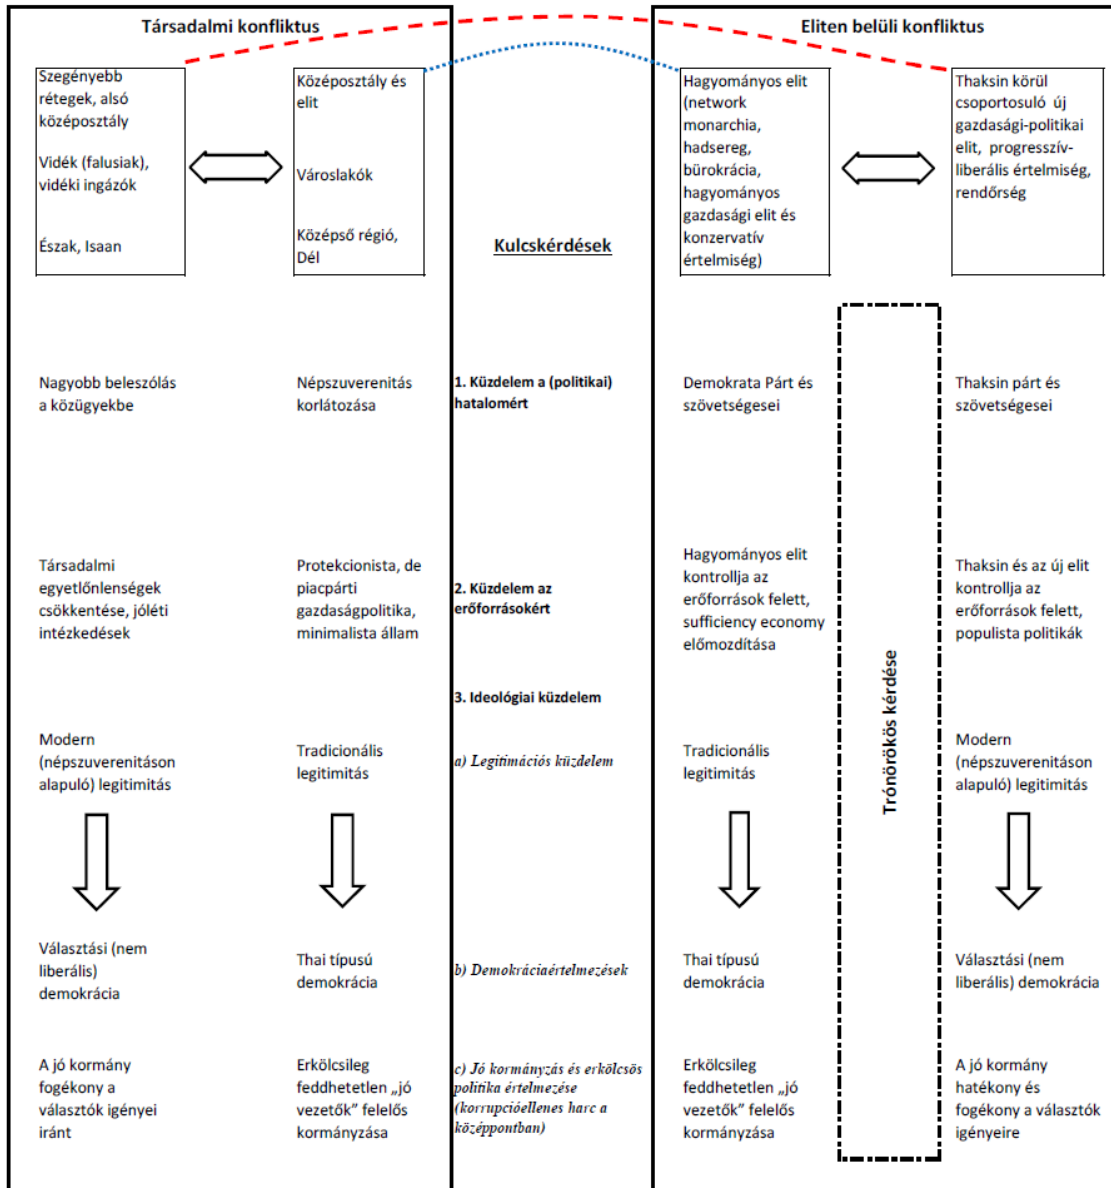 Társadalmi konfliktus
Eliten belüli konfliktus
Szegényebb
rétegek, alsó
középosztály
Vidék (falusiak),
vidéki ingázók
Észak, Isaan
Középosztály és
elit
Városlakók
Középső régió,
Dél
Kulcskérdések
Hagyományos elit
(network
monarchia,
hadsereg,
bürokrácia,
hagyományos
gazdasági elit és
konzervatív
értelmiség)
Thaksin körül
csoportosuló új
gazdasági-politikai
elit, progresszív-
liberális értelmiség,
rendőrség
Nagyobb beleszólás
a közügyekbe
Népszuverenitás
korlátozása
1. Küzdelem a (politikai)
hatalomért
Demokrata Párt és
szövetségesei
Thaksin párt és
szövetségesei
Társadalmi
egyetlőnlenségek
csökkentése, jóléti
intézkedések
Protekcionista, de
piacpárti
gazdaságpolitika,
minimalista állam
2. Küzdelem az
erőforrásokért
Hagyományos elit
kontrollja az
erőforrások felett,
sufficiency economy
előmozdítása
Thaksin és az új elit
kontrollja az
erőforrások felett,
populista politikák
Trónörökös kérdése
3. Ideológiai küzdelem
Modern
(népszuverenitáson
alapuló) legitimitás
Tradicionális
legitimitás
a) Legitimációs küzdelem
Tradicionális
legitimitás
Modern
(népszuverenitáson
alapuló) legitimitás
Választási (nem
liberális)
demokrácia
Thai típusú
demokrácia
b) Demokráciaértelmezések
Thai típusú
demokrácia
Választási (nem
liberális) demokrácia
A jó kormány
fogékony a
választók igényei
iránt
Erkölcsileg
feddhetetlen „jó
vezetők” felelős
kormányzása
c) Jó kormányzás és erkölcsös
politika értelmezése
(korrupcióellenes harc a
középpontban)
Erkölcsileg
feddhetetlen „jó
vezetők” felelős
kormányzása
A jó kormány
hatékony és
fogékony a választók
igényeire